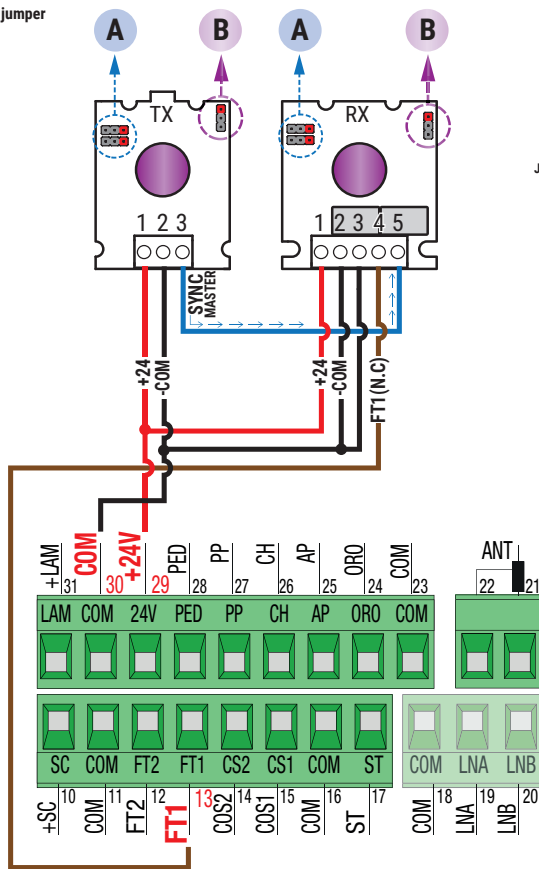 jumper
A B A B
TX RX
1 2 3 1 2 3 4 5
SYNC
MASTER
+24 -COM +24 -COM FT1 (N.C)
+LAM COM +24V PED PP CH AP ORO COM ANT
31 30 29 28 27 26 25 24 23 22 21
LAM COM 24V PED PP CH AP ORO COM
SC COM FT2 FT1 CS2 CS1 COM ST COM LNA LNB
10 11 12 13 14 15 16 17 18 19 20
+SC COM FT2 FT1 COS2 COS1 COM ST COM LNA LNB